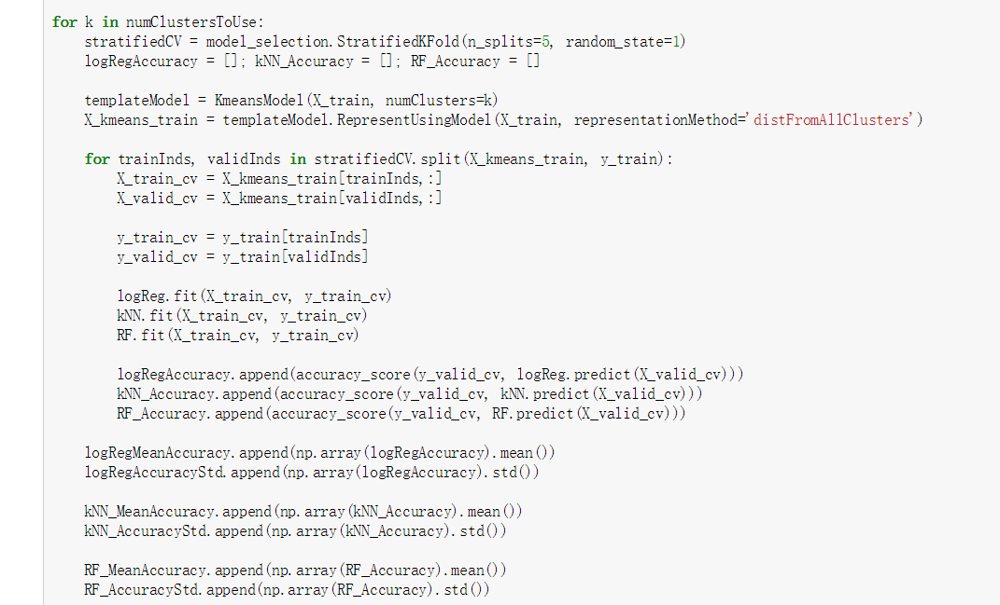 for k in numClustersToUse:
    stratifiedCV = model_selection.StratifiedKFold(n_splits=5, random_state=1)
    logRegAccuracy = []; kNN_Accuracy = []; RF_Accuracy = []

    templateModel = KmeansModel(X_train, numClusters=k)
    X_kmeans_train = templateModel.RepresentUsingModel(X_train, representationMethod='distFromAllClusters')

    for trainInds, validInds in stratifiedCV.split(X_kmeans_train, y_train):
        X_train_cv = X_kmeans_train[trainInds,:]
        X_valid_cv = X_kmeans_train[validInds,:]

        y_train_cv = y_train[trainInds]
        y_valid_cv = y_train[validInds]

        logReg.fit(X_train_cv, y_train_cv)
        kNN.fit(X_train_cv, y_train_cv)
        RF.fit(X_train_cv, y_train_cv)

        logRegAccuracy.append(accuracy_score(y_valid_cv, logReg.predict(X_valid_cv)))
        kNN_Accuracy.append(accuracy_score(y_valid_cv, kNN.predict(X_valid_cv)))
        RF_Accuracy.append(accuracy_score(y_valid_cv, RF.predict(X_valid_cv)))

    logRegMeanAccuracy.append(np.array(logRegAccuracy).mean())
    logRegAccuracyStd.append(np.array(logRegAccuracy).std())

    kNN_MeanAccuracy.append(np.array(kNN_Accuracy).mean())
    kNN_AccuracyStd.append(np.array(kNN_Accuracy).std())

    RF_MeanAccuracy.append(np.array(RF_Accuracy).mean())
    RF_AccuracyStd.append(np.array(RF_Accuracy).std())